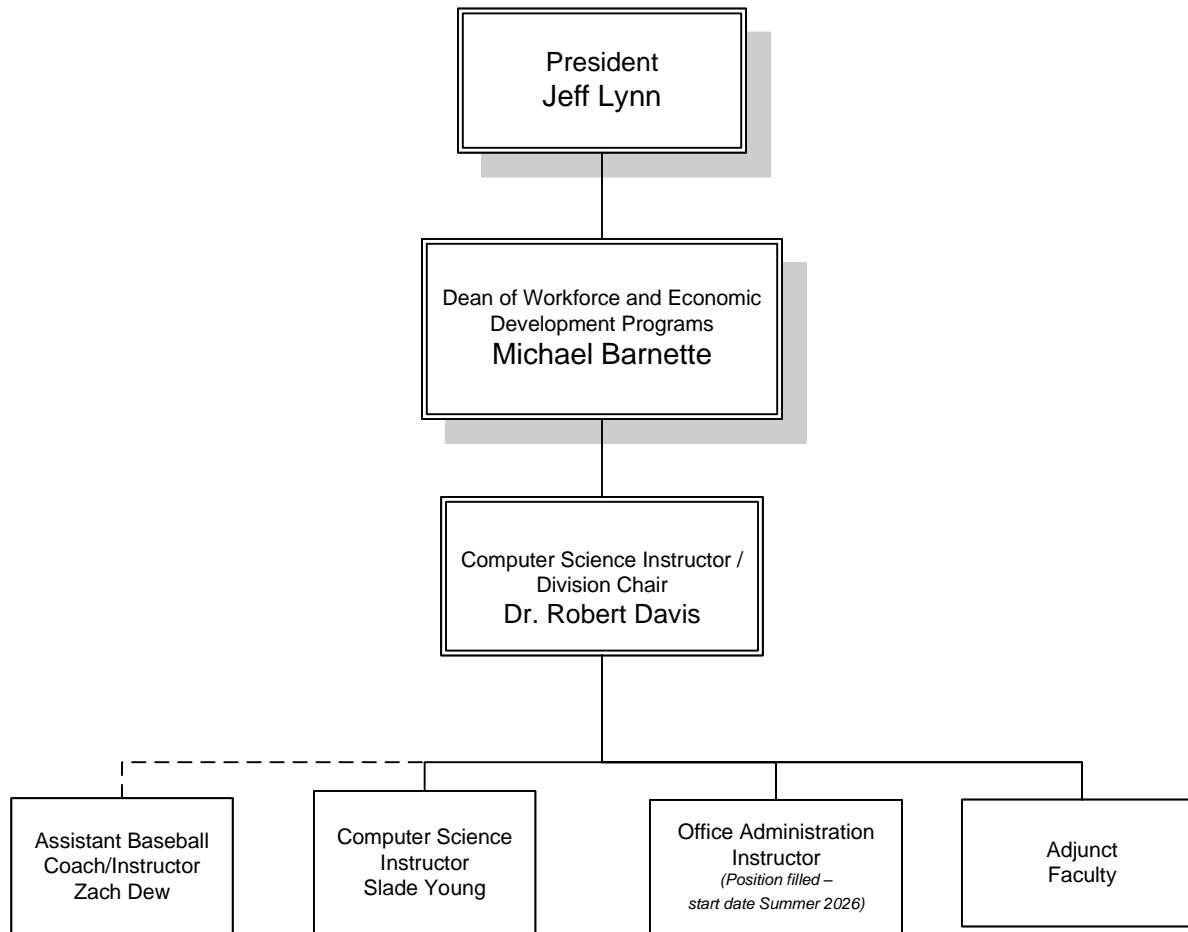 President
Jeff Lynn
Dean of Workforce and Economic
Development Programs
Michael Barnette
Computer Science Instructor /
Division Chair
Dr. Robert Davis
Assistant Baseball
Coach/Instructor
Zach Dew
Computer Science
Instructor
Slade Young
Office Administration
Instructor
(Position filled –
start date Summer 2026)
Adjunct
Faculty